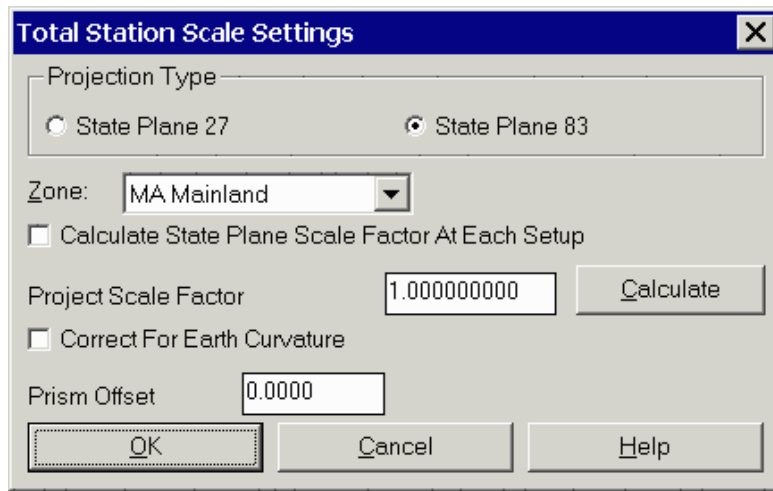 Total Station Scale Settings
Projection Type
State Plane 27 State Plane 83
Zone: MA Mainland
Calculate State Plane Scale Factor At Each Setup
Project Scale Factor 1.000000000 Calculate
Correct For Earth Curvature
Prism Offset 0.0000
OK Cancel Help